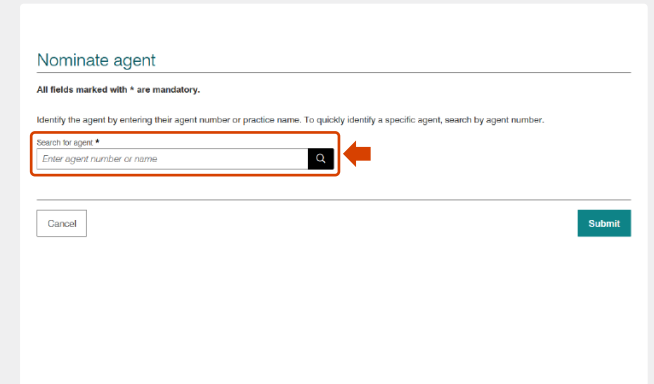 Nominate agent
All fields marked with * are mandatory.
Identify the agent by entering their agent number or practice name. To quickly identify a specific agent, search by agent number.
Search for agent *
Enter agent number or name
Cancel
Submit